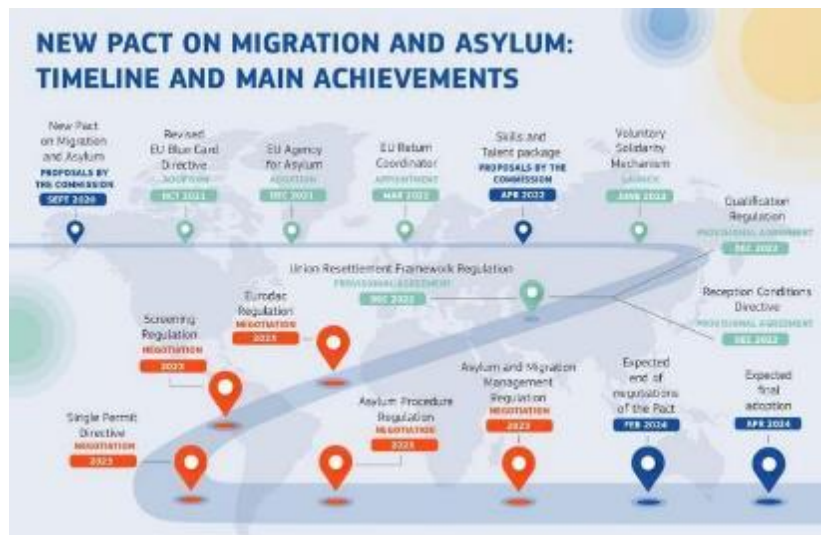 NEW PACT ON MIGRATION AND ASYLUM:
TIMELINE AND MAIN ACHIEVEMENTS
New Pact
on Migration
and Asylum
PROPOSALS BY
THE COMMISSION
SEPT 2020
Revised
EU Blue Card
Directive
ADOPTION
OCT 2021
EU Agency
for Asylum
ADOPTION
DEC 2021
EU Return
Coordinator
APPOINTMENT
MAR 2022
Skills and
Talent package
PROPOSALS BY THE
COMMISSION
APR 2022
Voluntary
Solidarity
Mechanism
LAUNCH
JUNE 2022
Qualification
Regulation
PROVISIONAL AGREEMENT
DEC 2022
Union Resettlement Framework Regulation
PROVISIONAL AGREEMENT
DEC 2022
Reception Conditions
Directive
PROVISIONAL AGREEMENT
DEC 2022
Eurodac
Regulation
NEGOTIATION
2023
Screening
Regulation
NEGOTIATION
2023
Single Permit
Directive
NEGOTIATION
2023
Asylum Procedure
Regulation
NEGOTIATION
2023
Asylum and Migration
Management
Regulation
NEGOTIATION
2023
Expected
end of
negotiations
of the Pact
FEB 2024
Expected
final
adoption
APR 2024